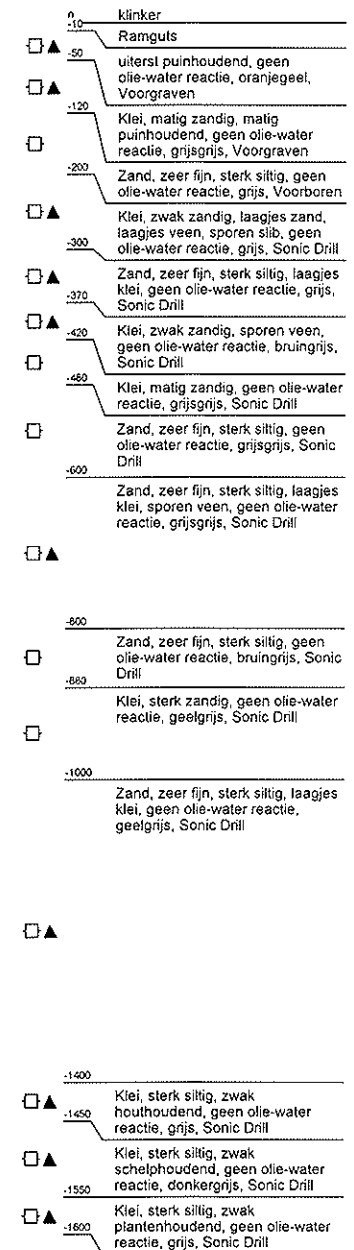 0 klinker
-10
Ramguts
-50
uiterst puinhoudend, geen
olie-water reactie, oranjegeel,
Voorgraven
-120
Klei, matig zandig, matig
puinhoudend, geen olie-water
reactie, grijsgrijs, Voorgraven
-200
Zand, zeer fijn, sterk siltig, geen
olie-water reactie, grijs, Voorboren
Klei, zwak zandig, laagjes zand,
laagjes veen, sporen slib, geen
-300 olie-water reactie, grijs, Sonic Drill
Zand, zeer fijn, sterk siltig, laagjes
klei, geen olie-water reactie, grijs,
-370 Sonic Drill
Klei, zwak zandig, sporen veen,
-420 geen olie-water reactie, bruingrijs,
Sonic Drill
-460
Klei, matig zandig, geen olie-water
reactie, grijsgrijs, Sonic Drill
Zand, zeer fijn, sterk siltig, geen
olie-water reactie, grijsgrijs, Sonic
Drill
-600
Zand, zeer fijn, sterk siltig, laagjes
klei, sporen veen, geen olie-water
reactie, grijsgrijs, Sonic Drill
-800
Zand, zeer fijn, sterk siltig, geen
olie-water reactie, bruingrijs, Sonic
Drill
-880
Klei, sterk zandig, geen olie-water
reactie, geelgrijs, Sonic Drill
-1000
Zand, zeer fijn, sterk siltig, laagjes
klei, geen olie-water reactie,
geelgrijs, Sonic Drill
-1400
Klei, sterk siltig, zwak
-1450 houthoudend, geen olie-water
reactie, grijs, Sonic Drill
Klei, sterk siltig, zwak
schelphoudend, geen olie-water
-1550 reactie, donkergrijs, Sonic Drill
Klei, sterk siltig, zwak
-1600 plantenhoudend, geen olie-water
reactie, grijs, Sonic Drill